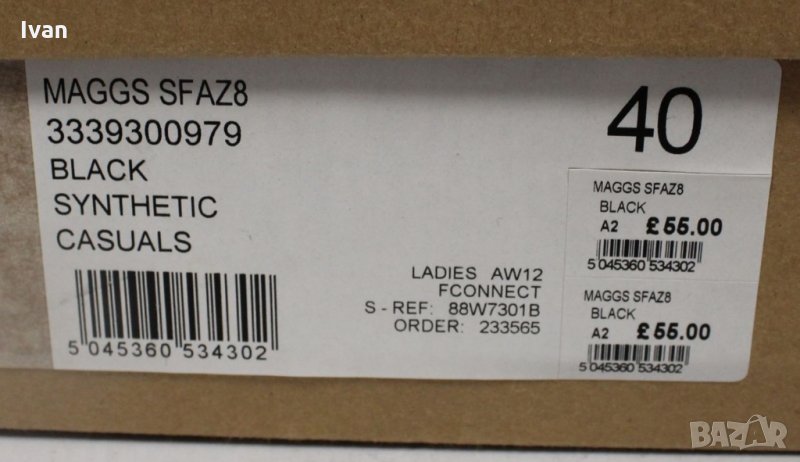 Ivan
MAGGS SFAZ8
3339300979
BLACK
SYNTHETIC
CASUALS
5 045360 534302
40
LADIES AW12
FCONNECT
S - REF: 88W7301B
ORDER: 233565
MAGGS SFAZ8
BLACK
A2 £55.00
5 045360 534302
MAGGS SFAZ8
BLACK
A2 £55.00
5 045360 534302
BAZAR